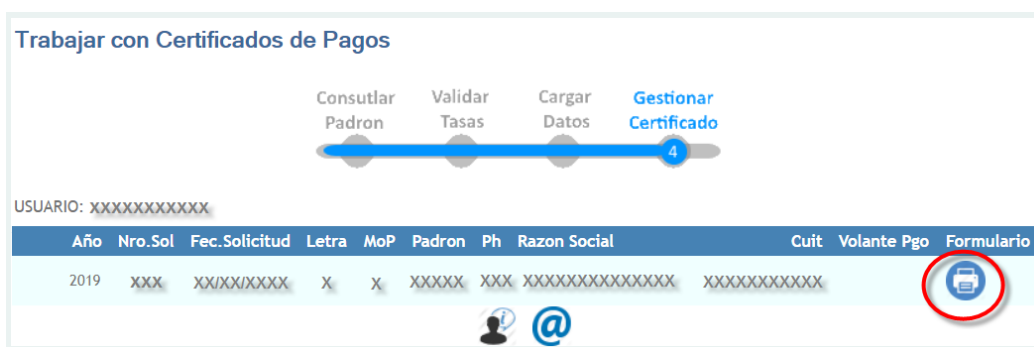 Trabajar con Certificados de Pagos
Consutlar Padron
Validar Tasas
Cargar Datos
Gestionar Certificado
4
USUARIO: XXXXXXXXXXX
Año Nro.Sol Fec.Solicitud Letra MoP Padron Ph Razon Social Cuit Volante Pgo Formulario
2019 XXX XX/XX/XXXX X X XXXXX XXX XXXXXXXXXXXXXX XXXXXXXXXXX
i @